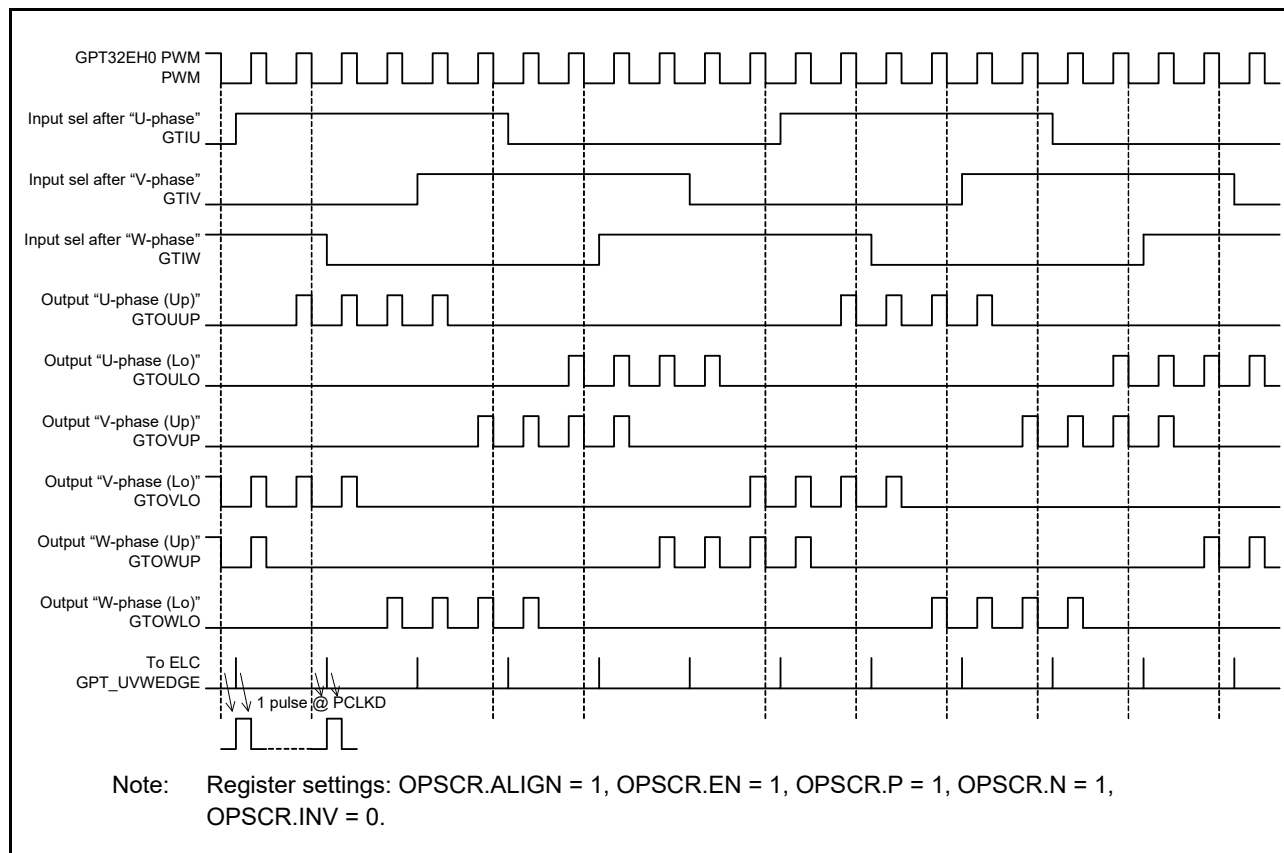 GPT32EH0 PWM
PWM
Input sel after “U-phase”
GTIU
Input sel after “V-phase”
GTIV
Input sel after “W-phase”
GTIW
Output “U-phase (Up)”
GTOUUP
Output “U-phase (Lo)”
GTOULO
Output “V-phase (Up)”
GTOVUP
Output “V-phase (Lo)”
GTOVLO
Output “W-phase (Up)”
GTOWUP
Output “W-phase (Lo)”
GTOWLO
To ELC
GPT_UVWEDGE
1 pulse @ PCLKD
Note: Register settings: OPSCR.ALIGN = 1, OPSCR.EN = 1, OPSCR.P = 1, OPSCR.N = 1,
OPSCR.INV = 0.